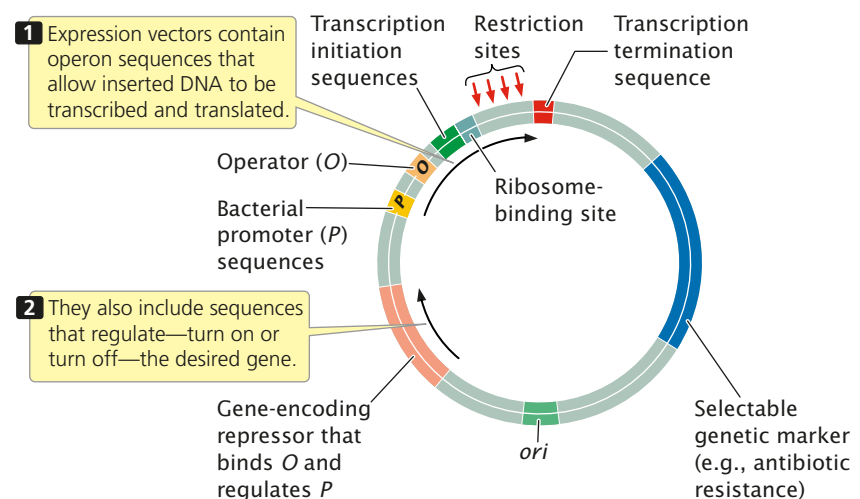 1 Expression vectors contain
operon sequences that
allow inserted DNA to be
transcribed and translated.
Transcription
initiation
sequences
Restriction
sites
Transcription
termination
sequence
Operator (O)
O
Ribosome-
binding site
Bacterial
promoter (P)
sequences
P
2 They also include sequences
that regulate—turn on or
turn off—the desired gene.
Gene-encoding
repressor that
binds O and
regulates P
ori
Selectable
genetic marker
(e.g., antibiotic
resistance)